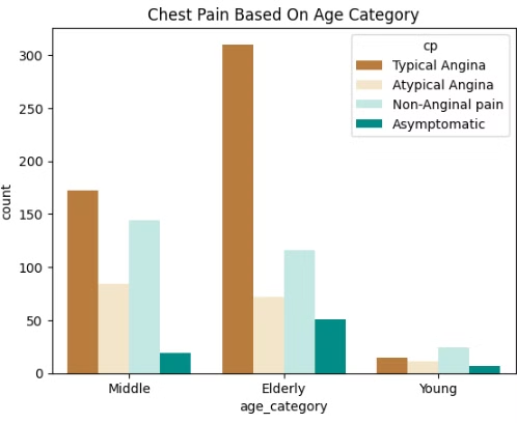 Chest Pain Based On Age Category
cp
Typical Angina
Atypical Angina
Non-Anginal pain
Asymptomatic
300
250
200
150
100
50
0
count
Middle
Elderly
Young
age_category